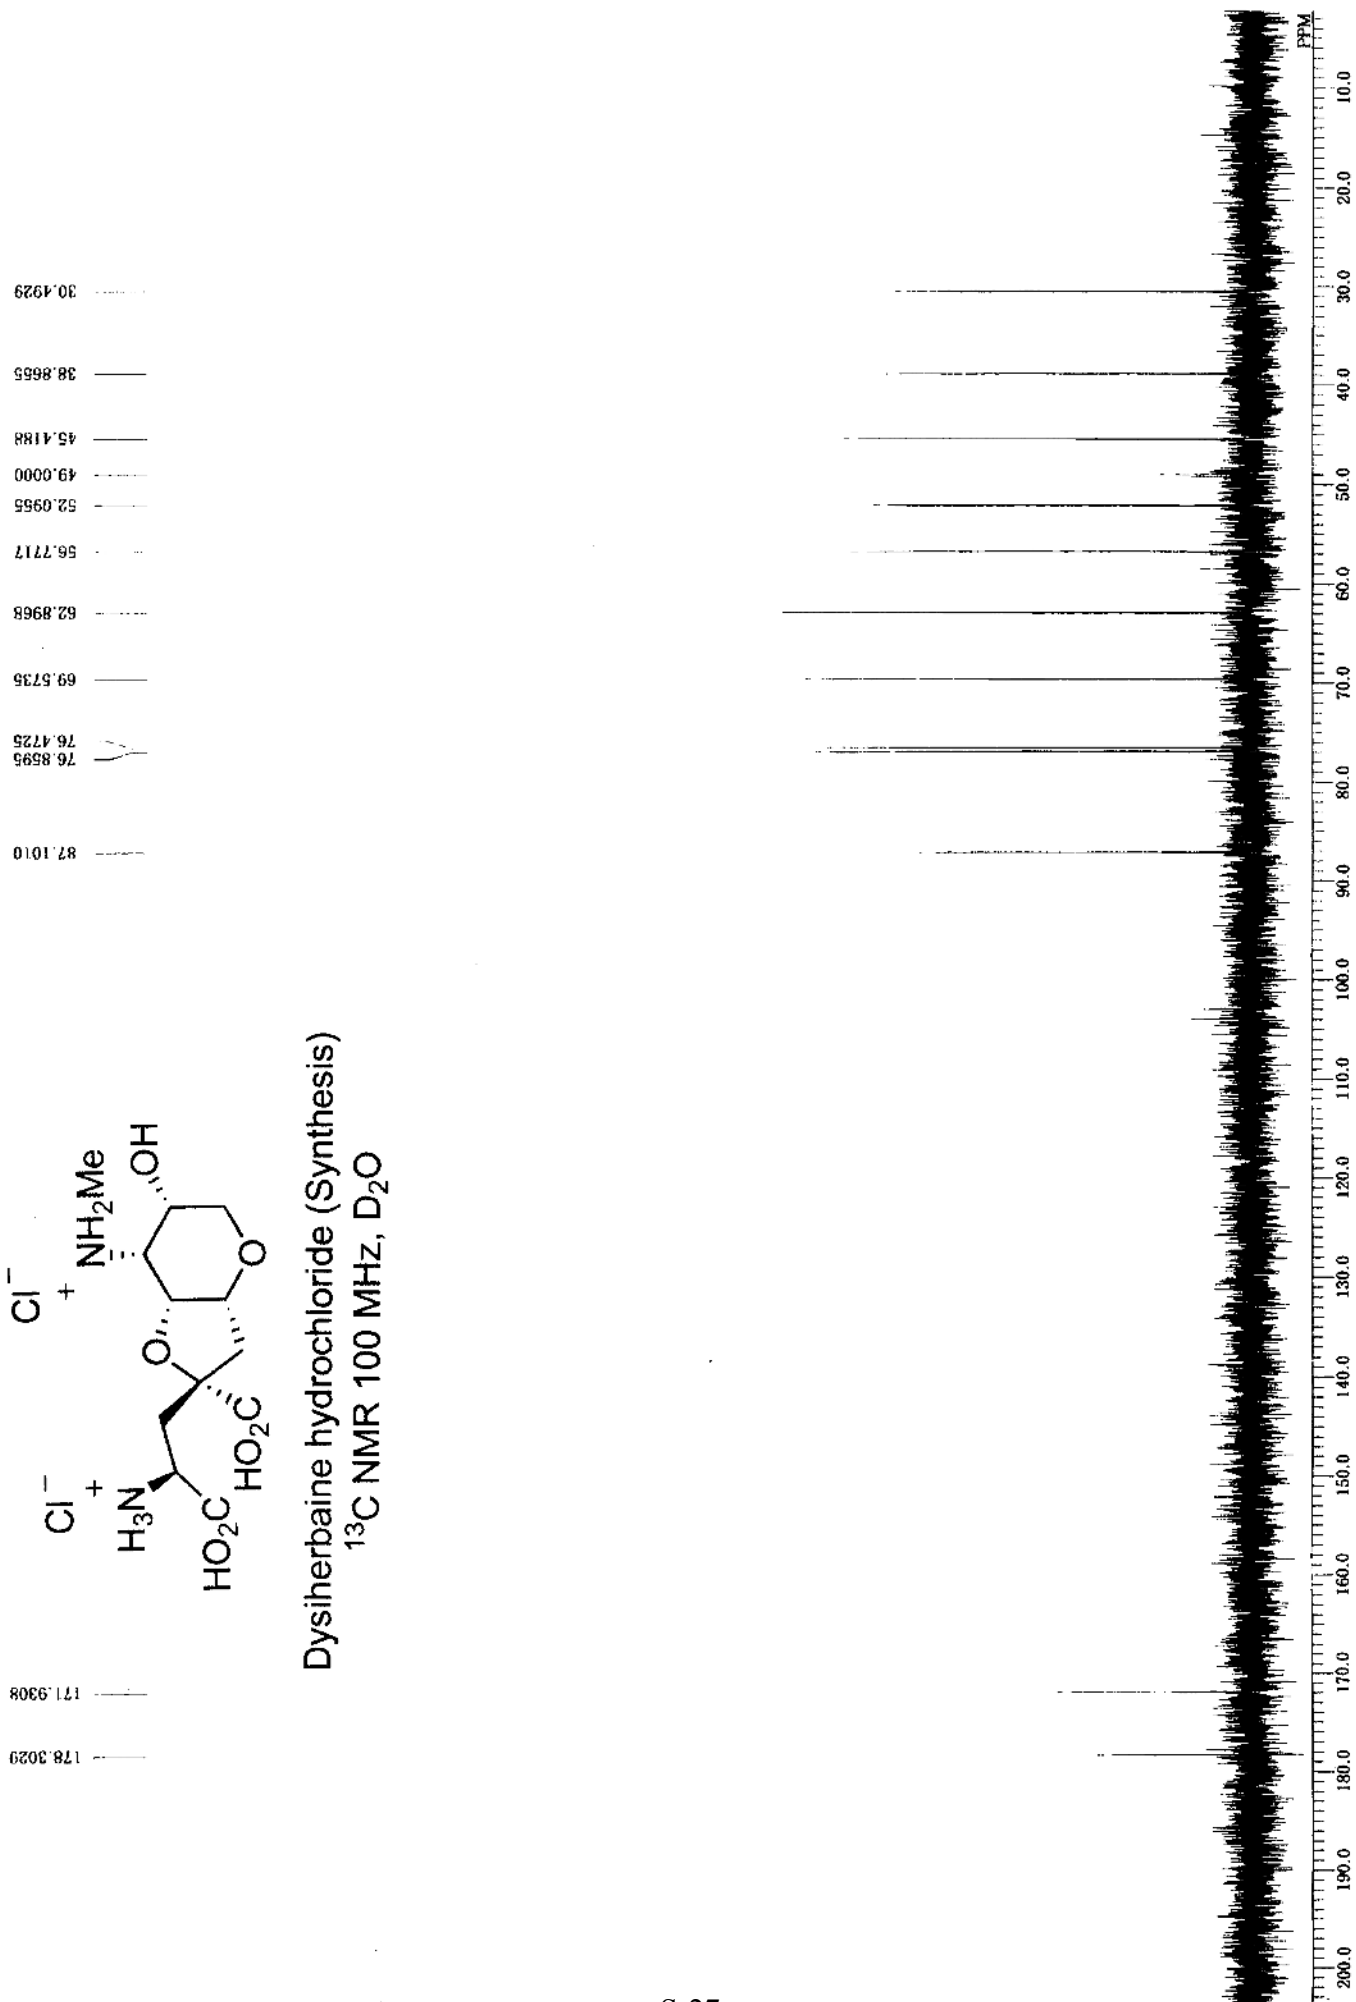 178.3029
171.9308
87.1010
76.8595
76.4725
69.5735
62.8968
56.7717
52.0955
49.0000
45.4188
38.8655
30.4929
Cl− Cl−
+ +
H3N NH2Me
O OH
HO2C HO2C O
Dysiherbaine hydrochloride (Synthesis)
13C NMR 100 MHz, D2O
PPM
200.0 190.0 180.0 170.0 160.0 150.0 140.0 130.0 120.0 110.0 100.0 90.0 80.0 70.0 60.0 50.0 40.0 30.0 20.0 10.0